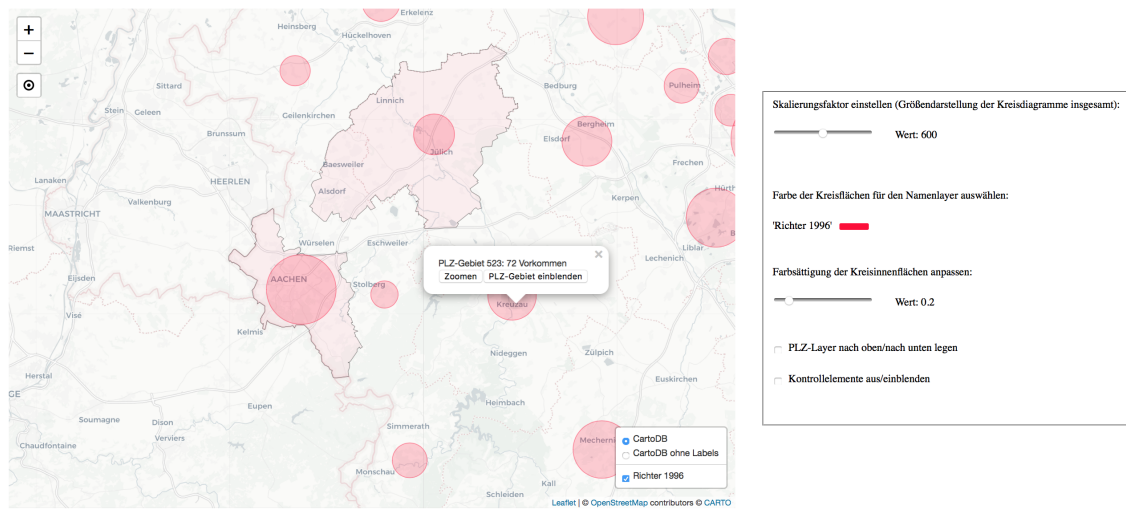 +
−
Erkelenz
Heinsberg
Hückelhoven
Sittard
Linnich
Bedburg
Pulheim
Stein
Geleen
Geilenkirchen
Bergheim
Brunssum
Elsdorf
Jülich
Baesweiler
Frechen
Lanaken
HEERLEN
Alsdorf
Hürth
Valkenburg
Kerpen
MAASTRICHT
Würselen
Eschweiler
Riemst
Liblar
Lechenich
PLZ-Gebiet 523: 72 Vorkommen
×
Zoomen
PLZ-Gebiet einblenden
Eijsden
AACHEN
Stolberg
Kreuzau
Visé
Kelmis
Nideggen
Zülpich
Herstal
Euskirchen
GE
Eupen
Heimbach
Soumagne
Dison
Simmerath
Verviers
Chaudfontaine
Mecherni
Monschau
Kall
Schleiden
CartoDB
CartoDB ohne Labels
Richter 1996
Leaflet | © OpenStreetMap contributors © CARTO
Skalierungsfaktor einstellen (Größendarstellung der Kreisdiagramme insgesamt):
Wert: 600
Farbe der Kreisflächen für den Namenlayer auswählen:
'Richter 1996'
Farbsättigung der Kreisinnenflächen anpassen:
Wert: 0.2
PLZ-Layer nach oben/nach unten legen
Kontrollelemente aus/einblenden